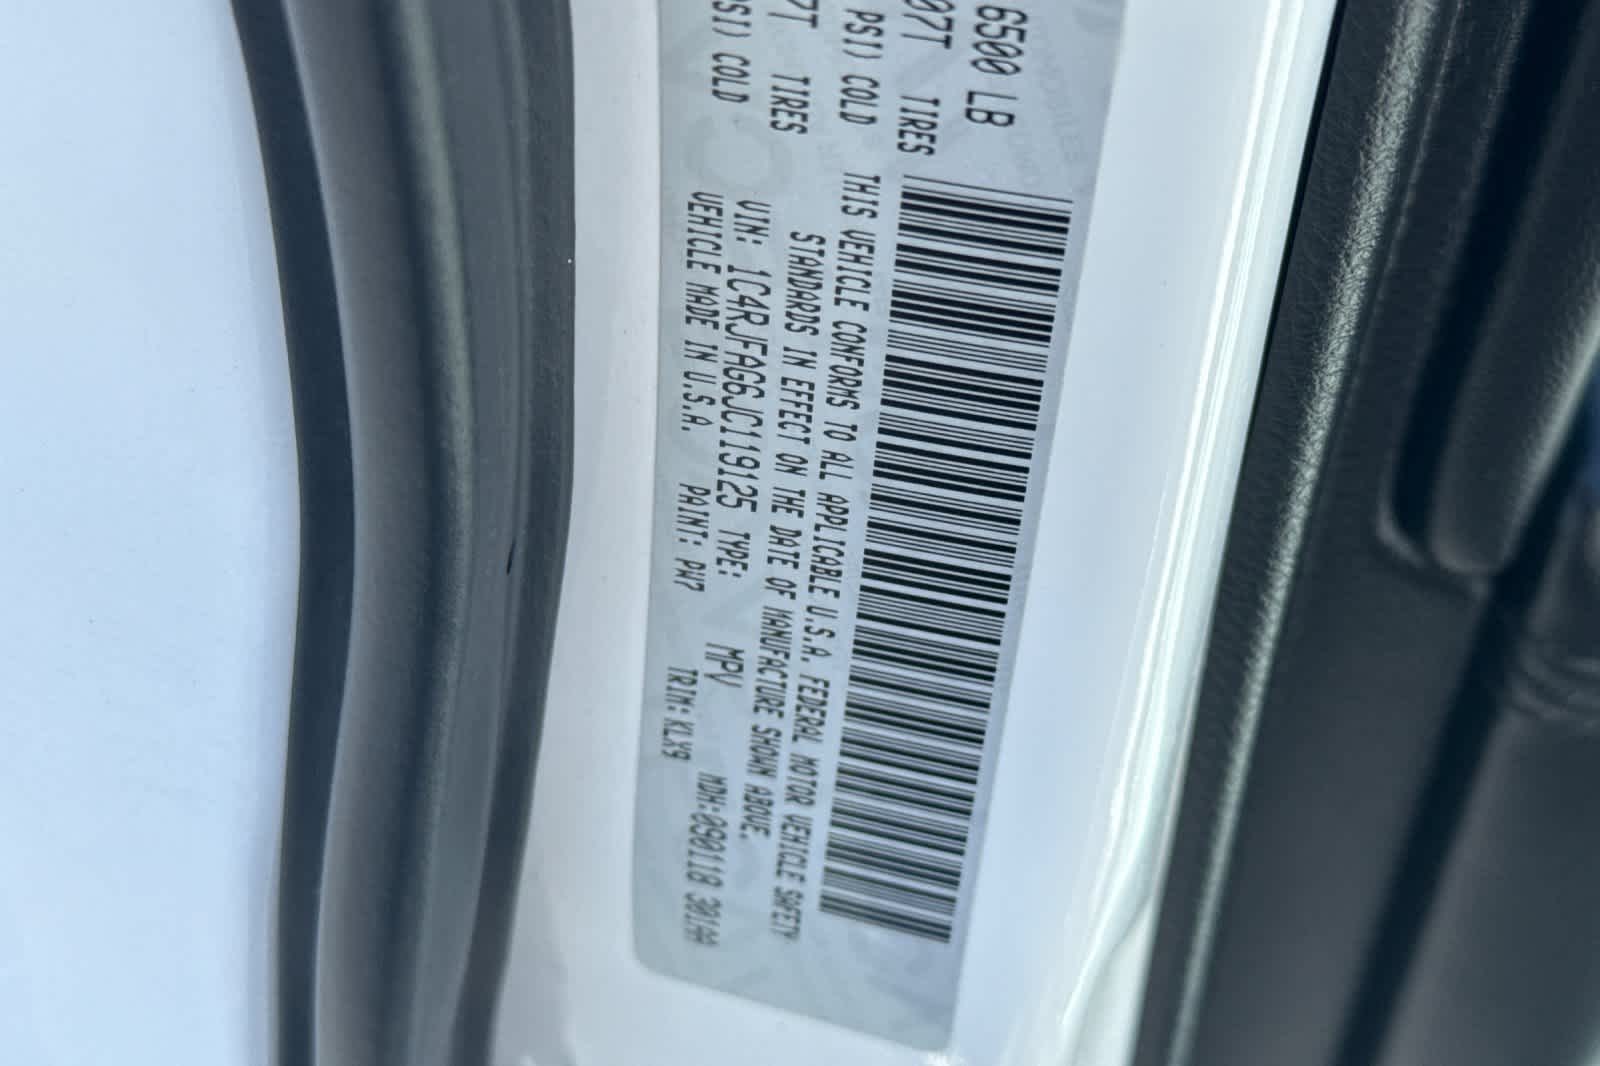 6500 LB
07T TIRES
PSI) COLD
7T TIRES
PSI) COLD
THIS VEHICLE CONFORMS TO ALL APPLICABLE U.S.A. FEDERAL MOTOR VEHICLE SAFETY
STANDARDS IN EFFECT ON THE DATE OF MANUFACTURE SHOWN ABOVE.
VIN: 1C4RJFAG6JC119125 TYPE: MPV MDH:090118 301AA
VEHICLE MADE IN U.S.A. PAINT: PW7 TRIM: KLX9